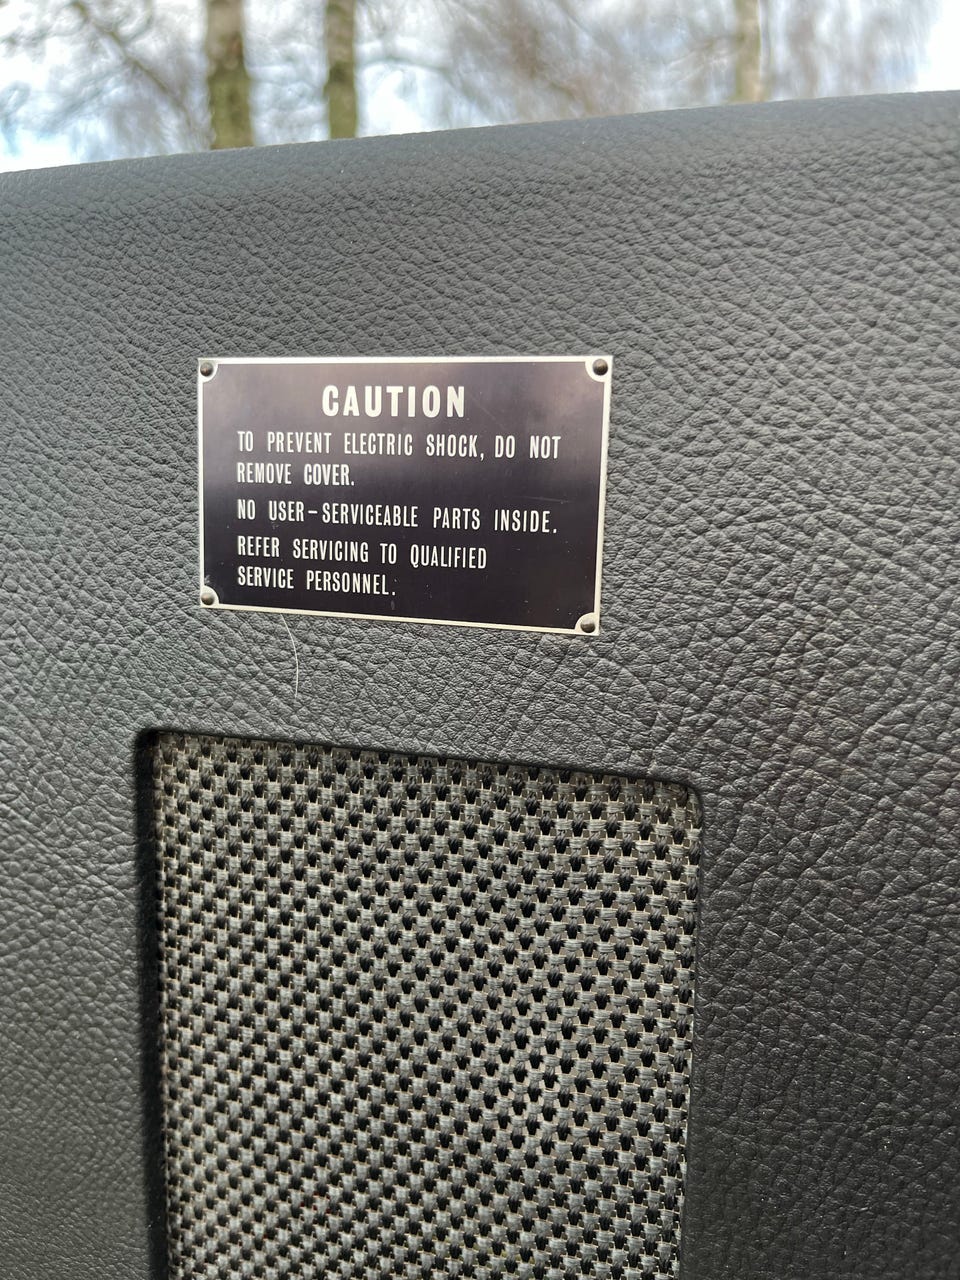 CAUTION
TO PREVENT ELECTRIC SHOCK, DO NOT
REMOVE COVER.
NO USER-SERVICEABLE PARTS INSIDE.
REFER SERVICING TO QUALIFIED
SERVICE PERSONNEL.